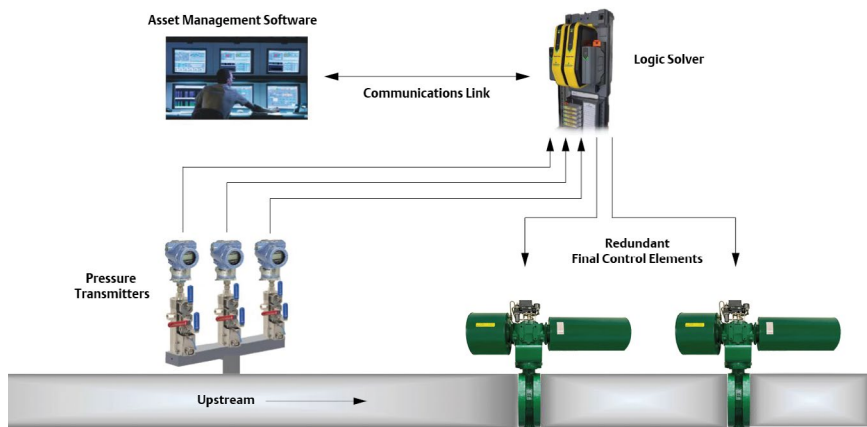 Asset Management Software
Logic Solver
Communications Link
Redundant
Final Control Elements
Pressure
Transmitters
Upstream